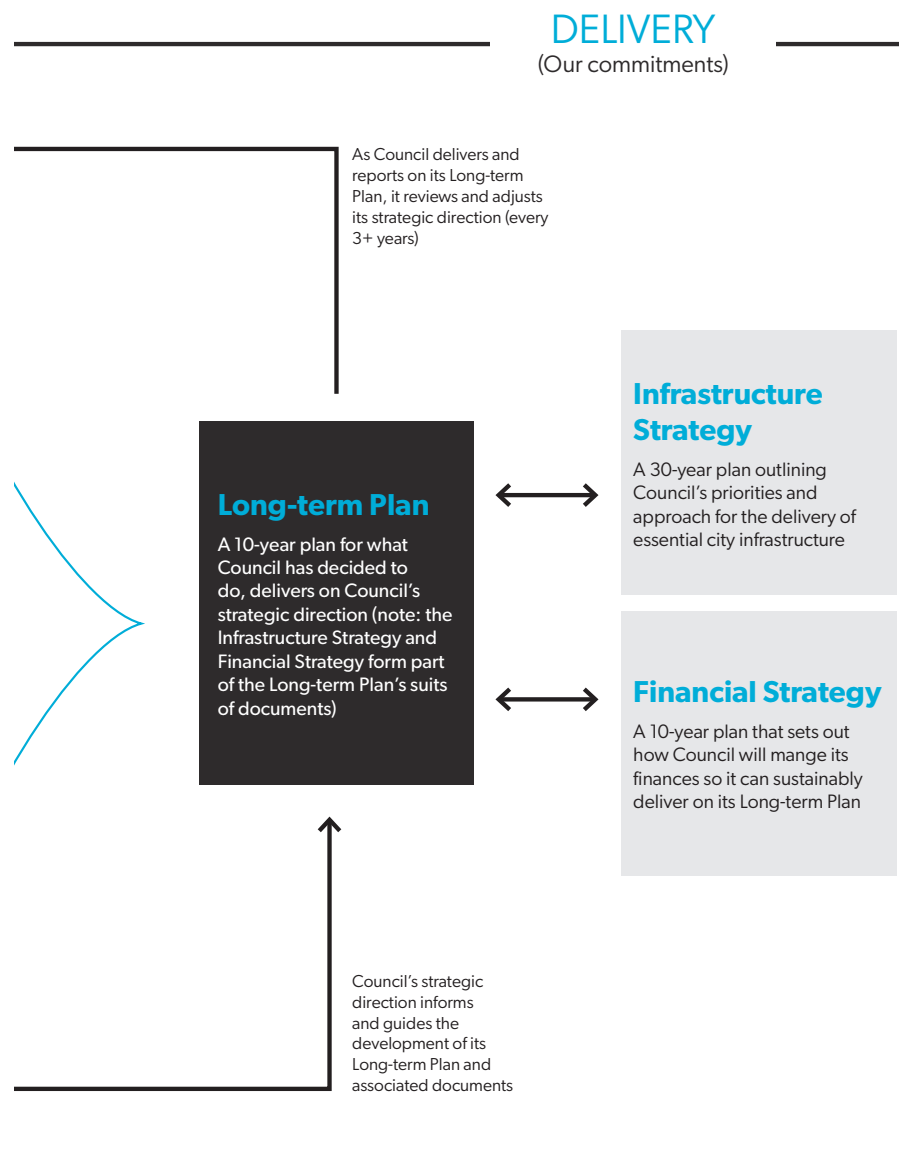 DELIVERY
(Our commitments)
As Council delivers and
reports on its Long-term
Plan, it reviews and adjusts
its strategic direction (every
3+ years)
Long-term Plan
A 10-year plan for what
Council has decided to
do, delivers on Council’s
strategic direction (note: the
Infrastructure Strategy and
Financial Strategy form part
of the Long-term Plan’s suits
of documents)
Infrastructure
Strategy
A 30-year plan outlining
Council’s priorities and
approach for the delivery of
essential city infrastructure
Financial Strategy
A 10-year plan that sets out
how Council will mange its
finances so it can sustainably
deliver on its Long-term Plan
Council’s strategic
direction informs
and guides the
development of its
Long-term Plan and
associated documents